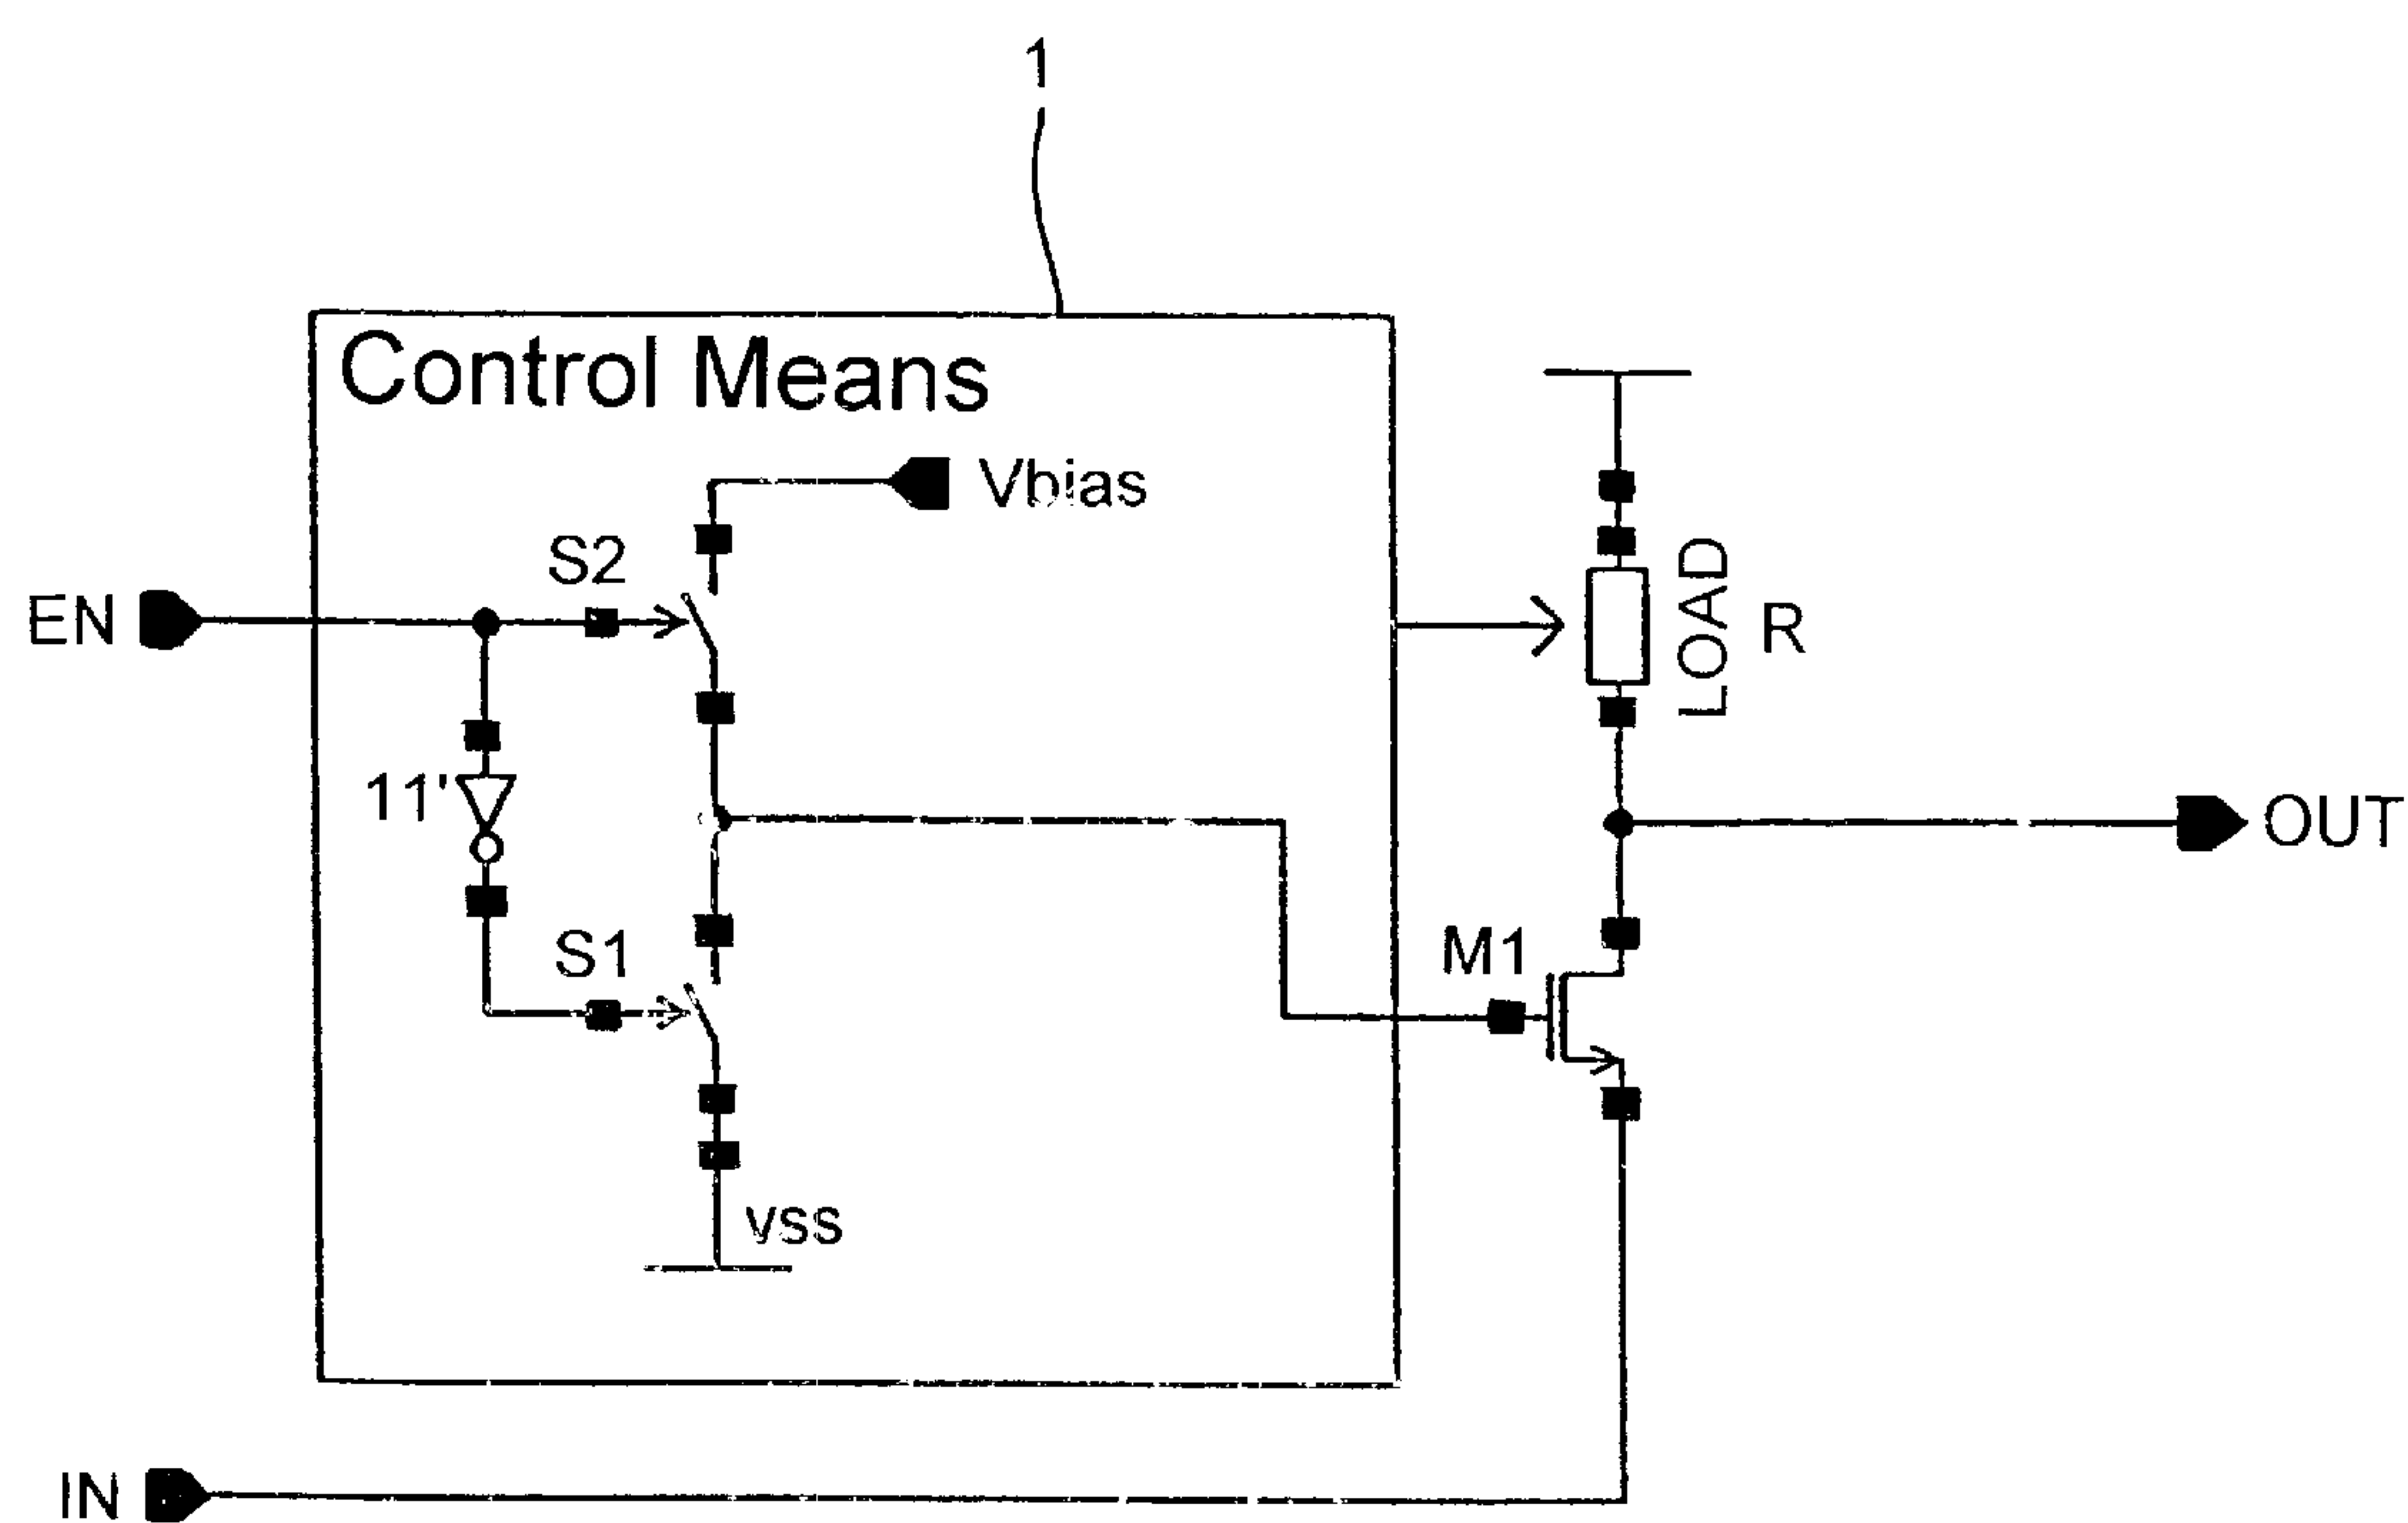 1
Control Means
Vbias
S2
EN
LOAD
R
11'
OUT
S1
M1
vss
IN